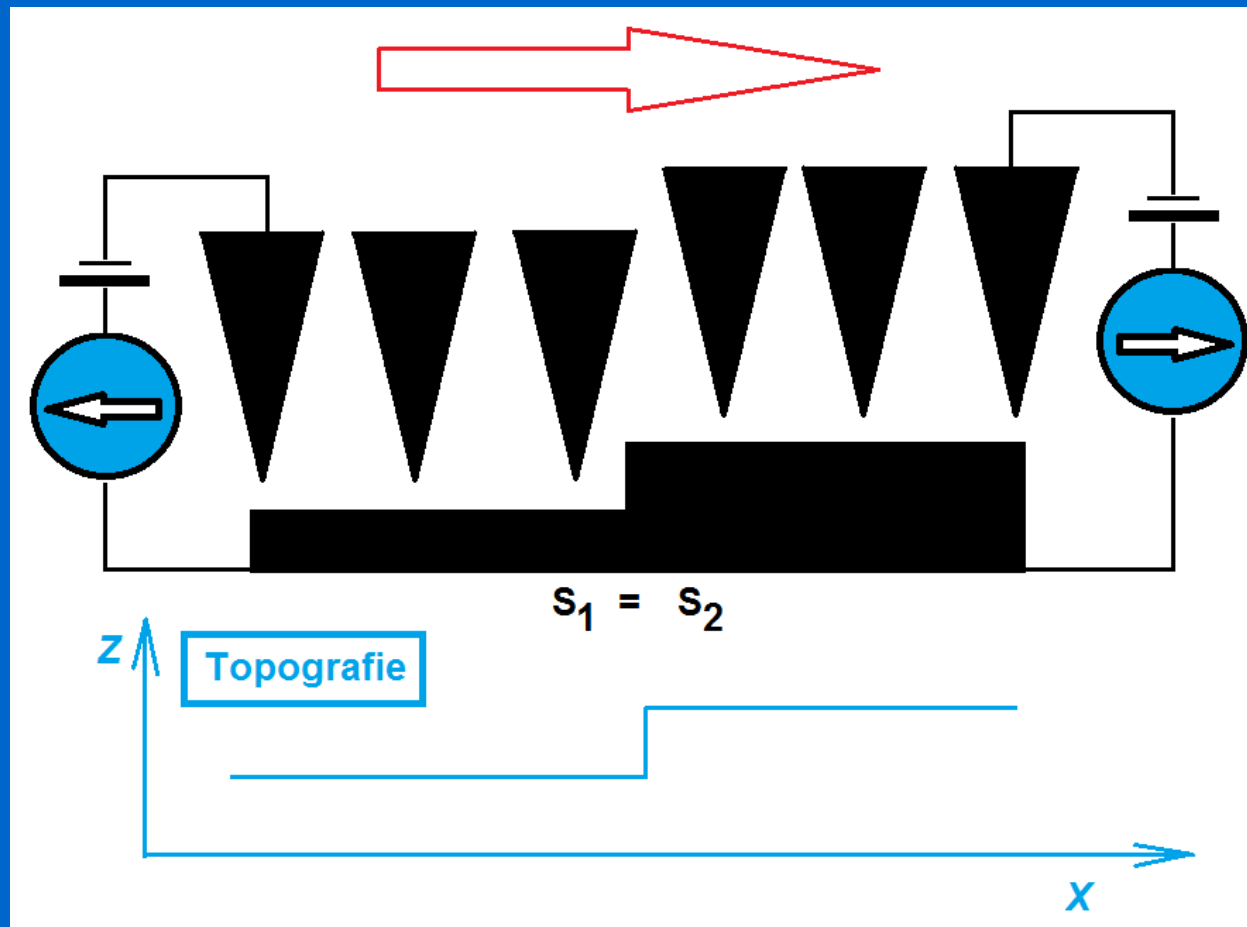 S₁ = S₂
Z
Topografie
X